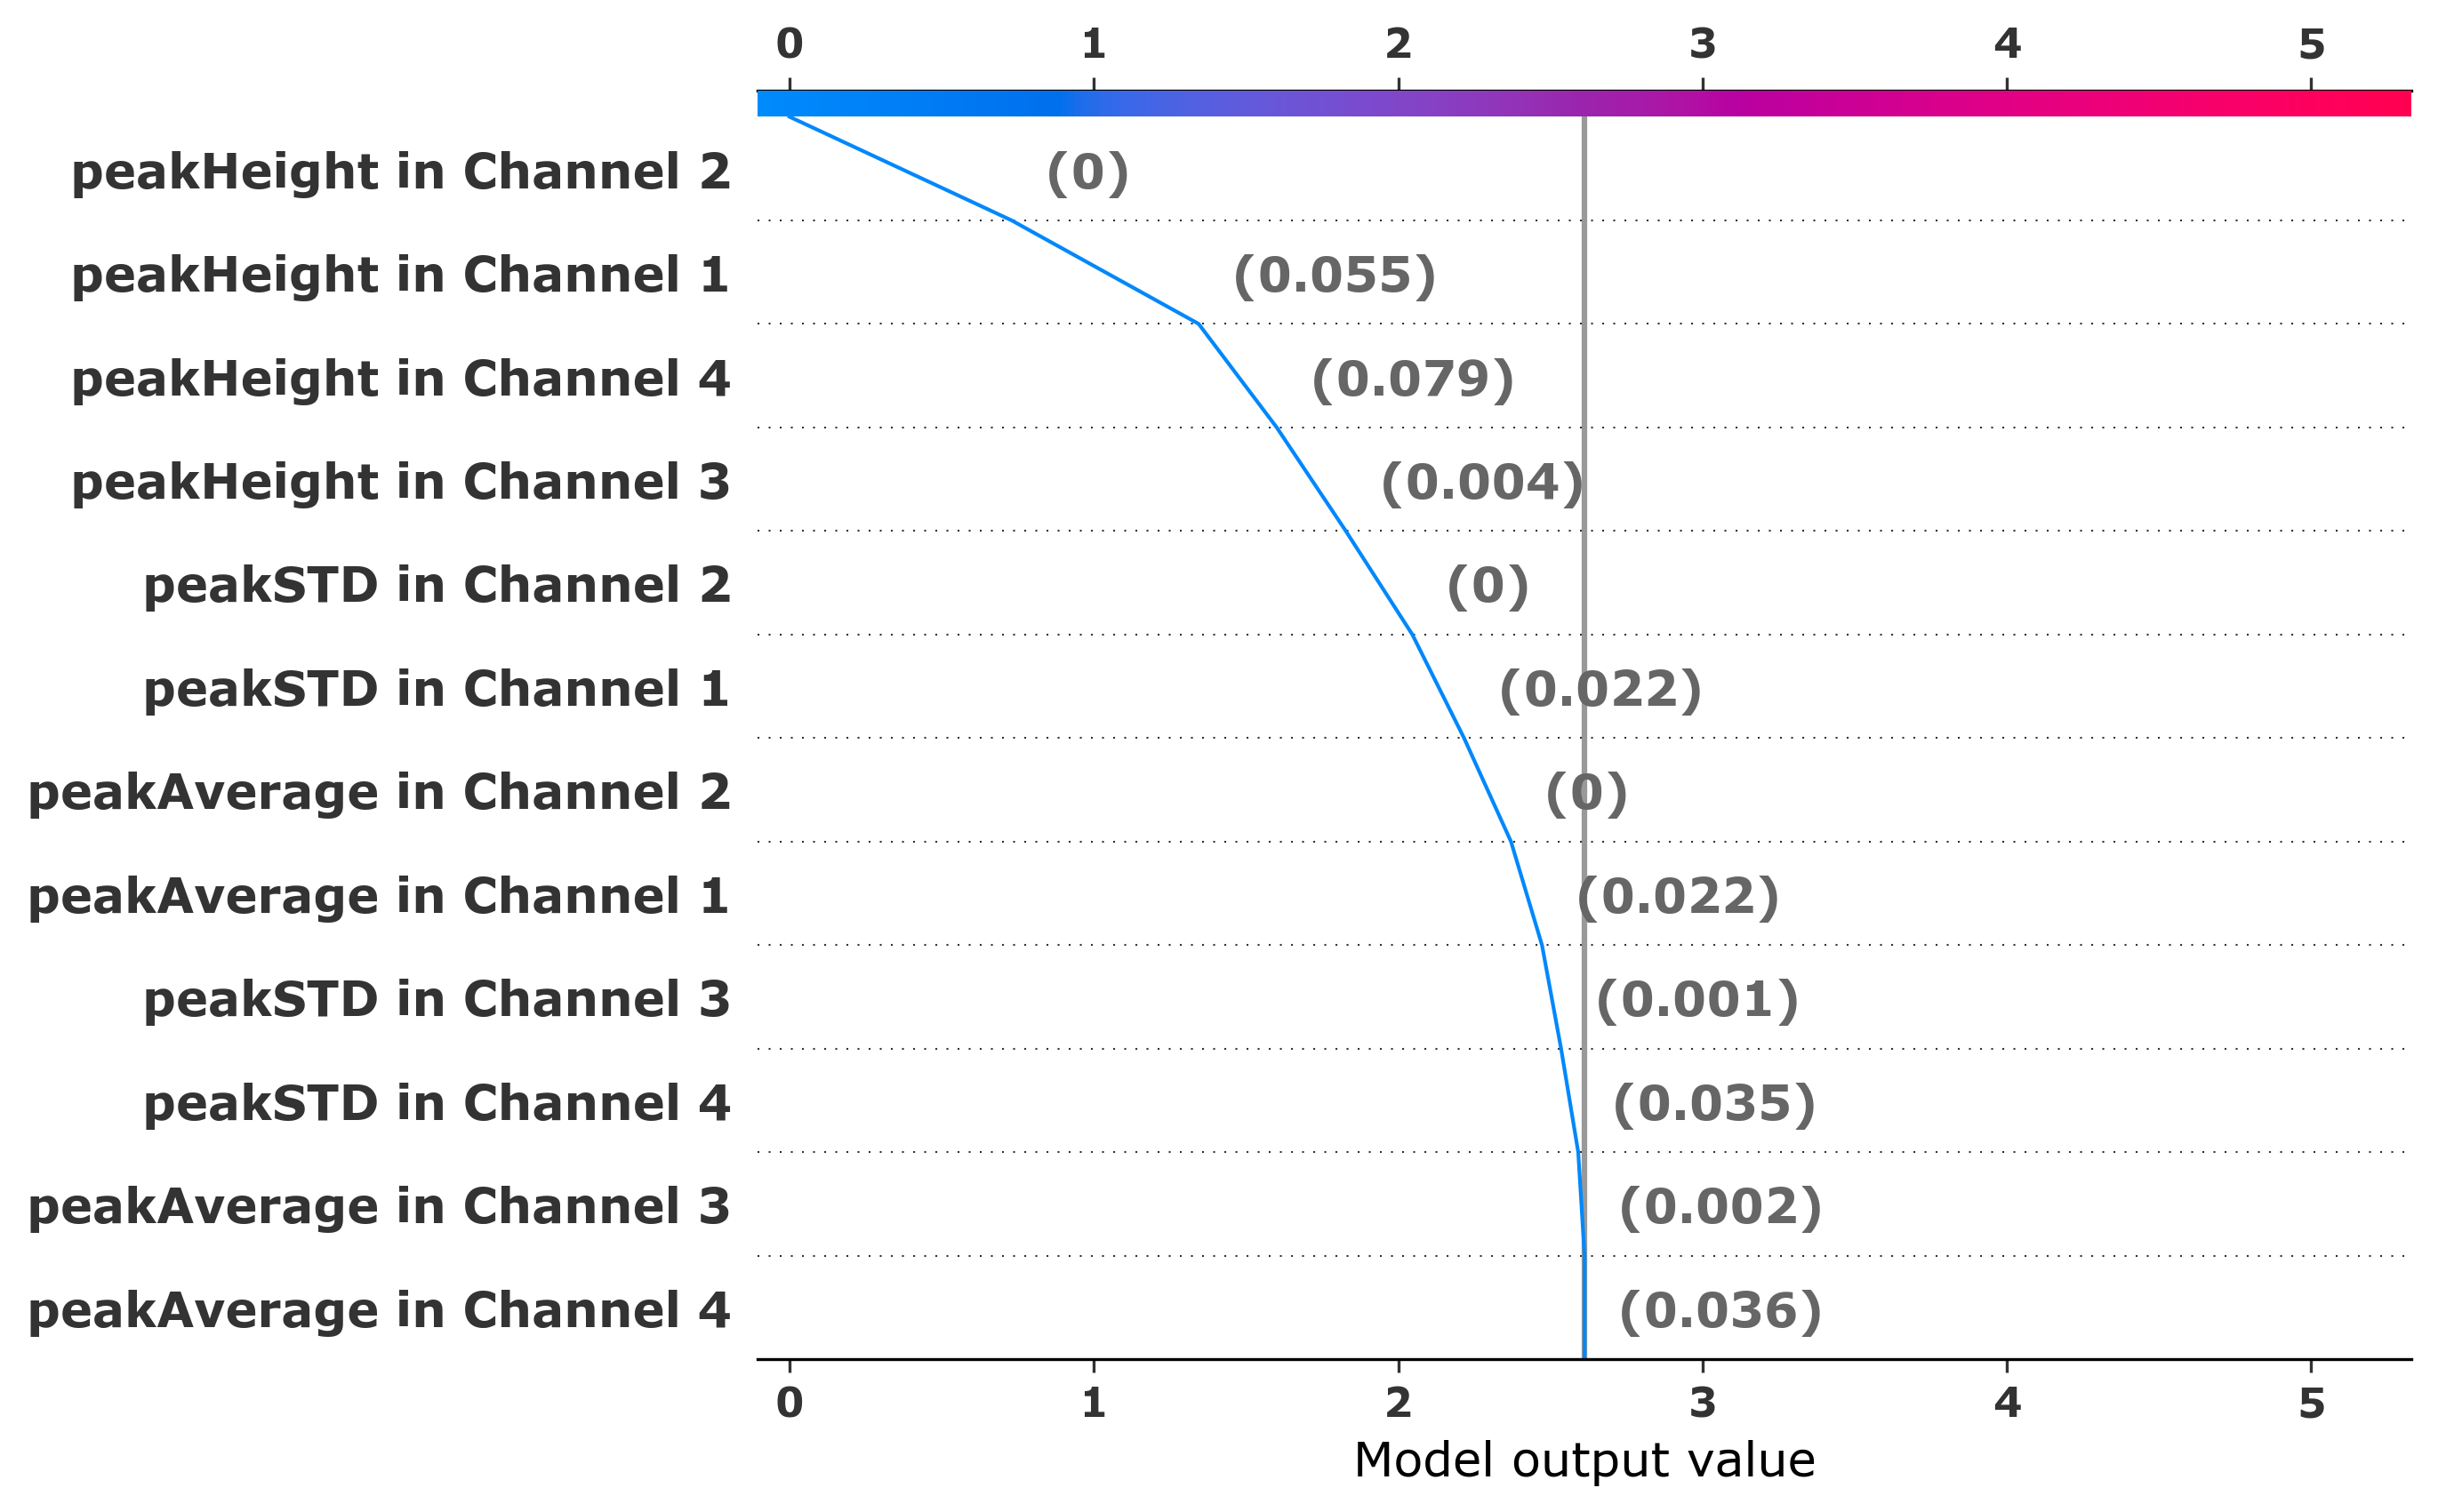 0 1 2 3 4 5
peakHeight in Channel 2 (0)
peakHeight in Channel 1 (0.055)
peakHeight in Channel 4 (0.079)
peakHeight in Channel 3 (0.004)
peakSTD in Channel 2 (0)
peakSTD in Channel 1 (0.022)
peakAverage in Channel 2 (0)
peakAverage in Channel 1 (0.022)
peakSTD in Channel 3 (0.001)
peakSTD in Channel 4 (0.035)
peakAverage in Channel 3 (0.002)
peakAverage in Channel 4 (0.036)
0 1 2 3 4 5
Model output value